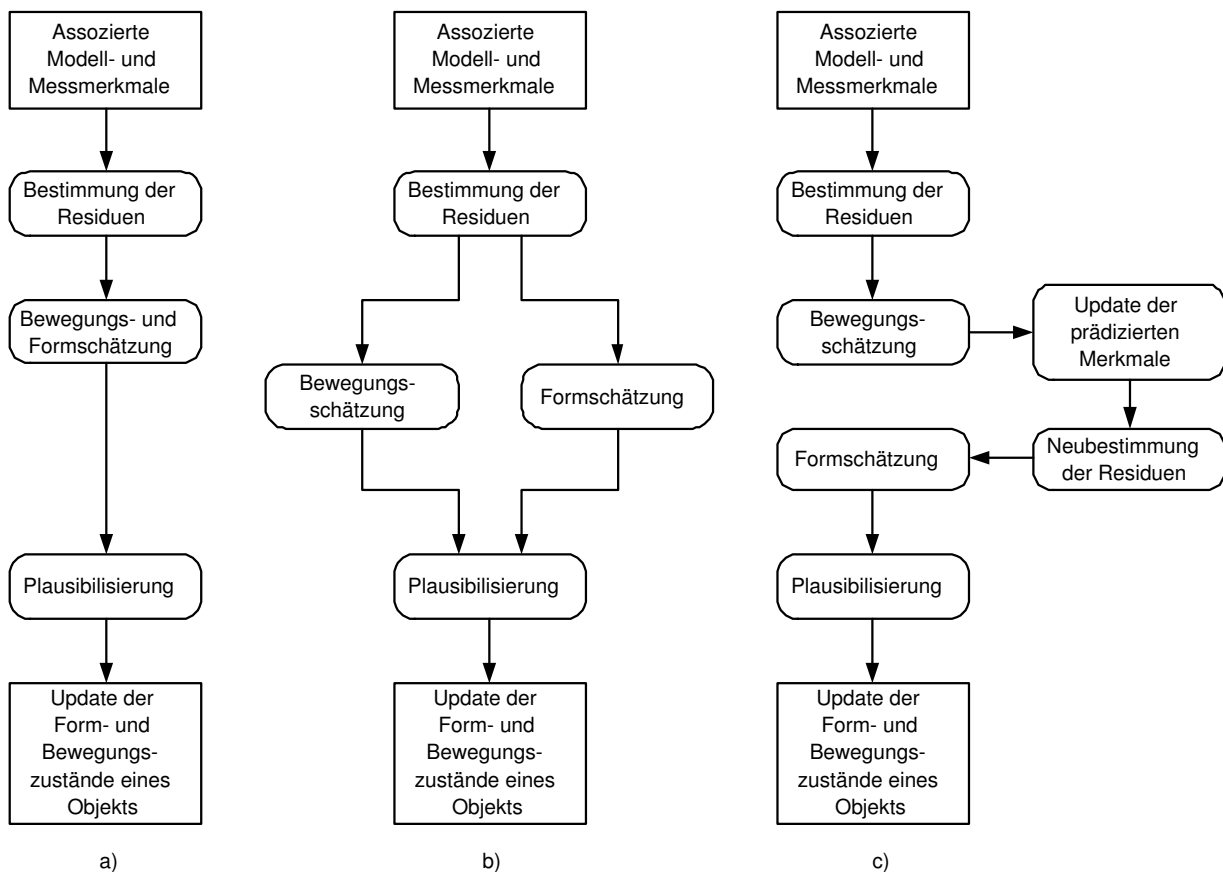 Assozierte
Modell- und
Messmerkmale
Bestimmung der
Residuen
Bewegungs- und
Formschätzung
Plausibilisierung
Update der
Form- und
Bewegungs-
zustände eines
Objekts
a)
Assozierte
Modell- und
Messmerkmale
Bestimmung der
Residuen
Bewegungs-
schätzung
Formschätzung
Plausibilisierung
Update der
Form- und
Bewegungs-
zustände eines
Objekts
b)
Assozierte
Modell- und
Messmerkmale
Bestimmung der
Residuen
Bewegungs-
schätzung
Update der
prädizierten
Merkmale
Neubestimmung
der Residuen
Formschätzung
Plausibilisierung
Update der
Form- und
Bewegungs-
zustände eines
Objekts
c)